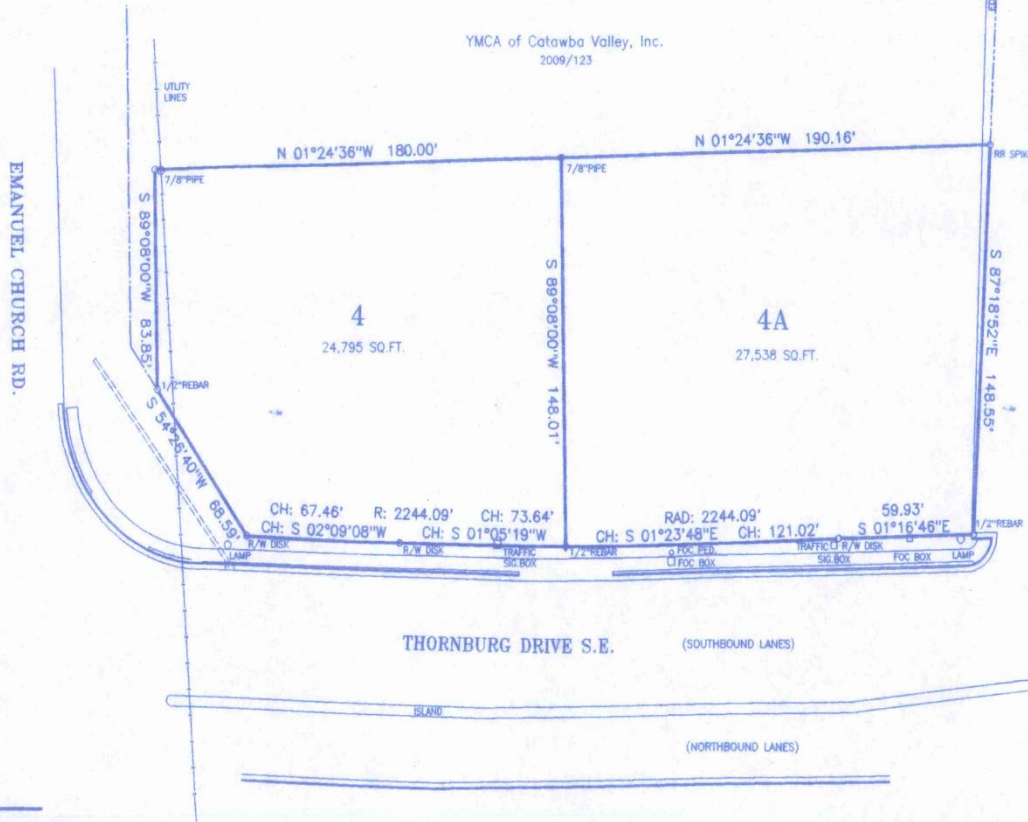 YMCA of Catawba Valley, Inc.
2009/123
UTILITY
LINES
N 01°24'36"W 180.00'
N 01°24'36"W 190.16'
7/8"PIPE
7/8"PIPE
RR SPIK
EMANUEL CHURCH RD.
S 89°08'00"W 83.85'
S 89°08'00"W 148.01'
S 87°18'52"E 148.55'
4
24,795 SQ.FT.
4A
27,538 SQ.FT.
1/2"REBAR
S 54°26'40"W 68.59'
CH: 67.46' R: 2244.09' CH: 73.64'
CH: S 02°09'08"W CH: S 01°05'19"W
RAD: 2244.09' 59.93'
CH: S 01°23'48"E CH: 121.02' S 01°16'46"E
1/2"REBAR
R/W DISK
LAMP
R/W DISK
TRAFFIC
SIG.BOX
1/2"REBAR
FOC PED.
FOC BOX
TRAFFIC
SIG.BOX
R/W DISK
FOC BOX
LAMP
THORNBURG DRIVE S.E. (SOUTHBOUND LANES)
ISLAND
(NORTHBOUND LANES)